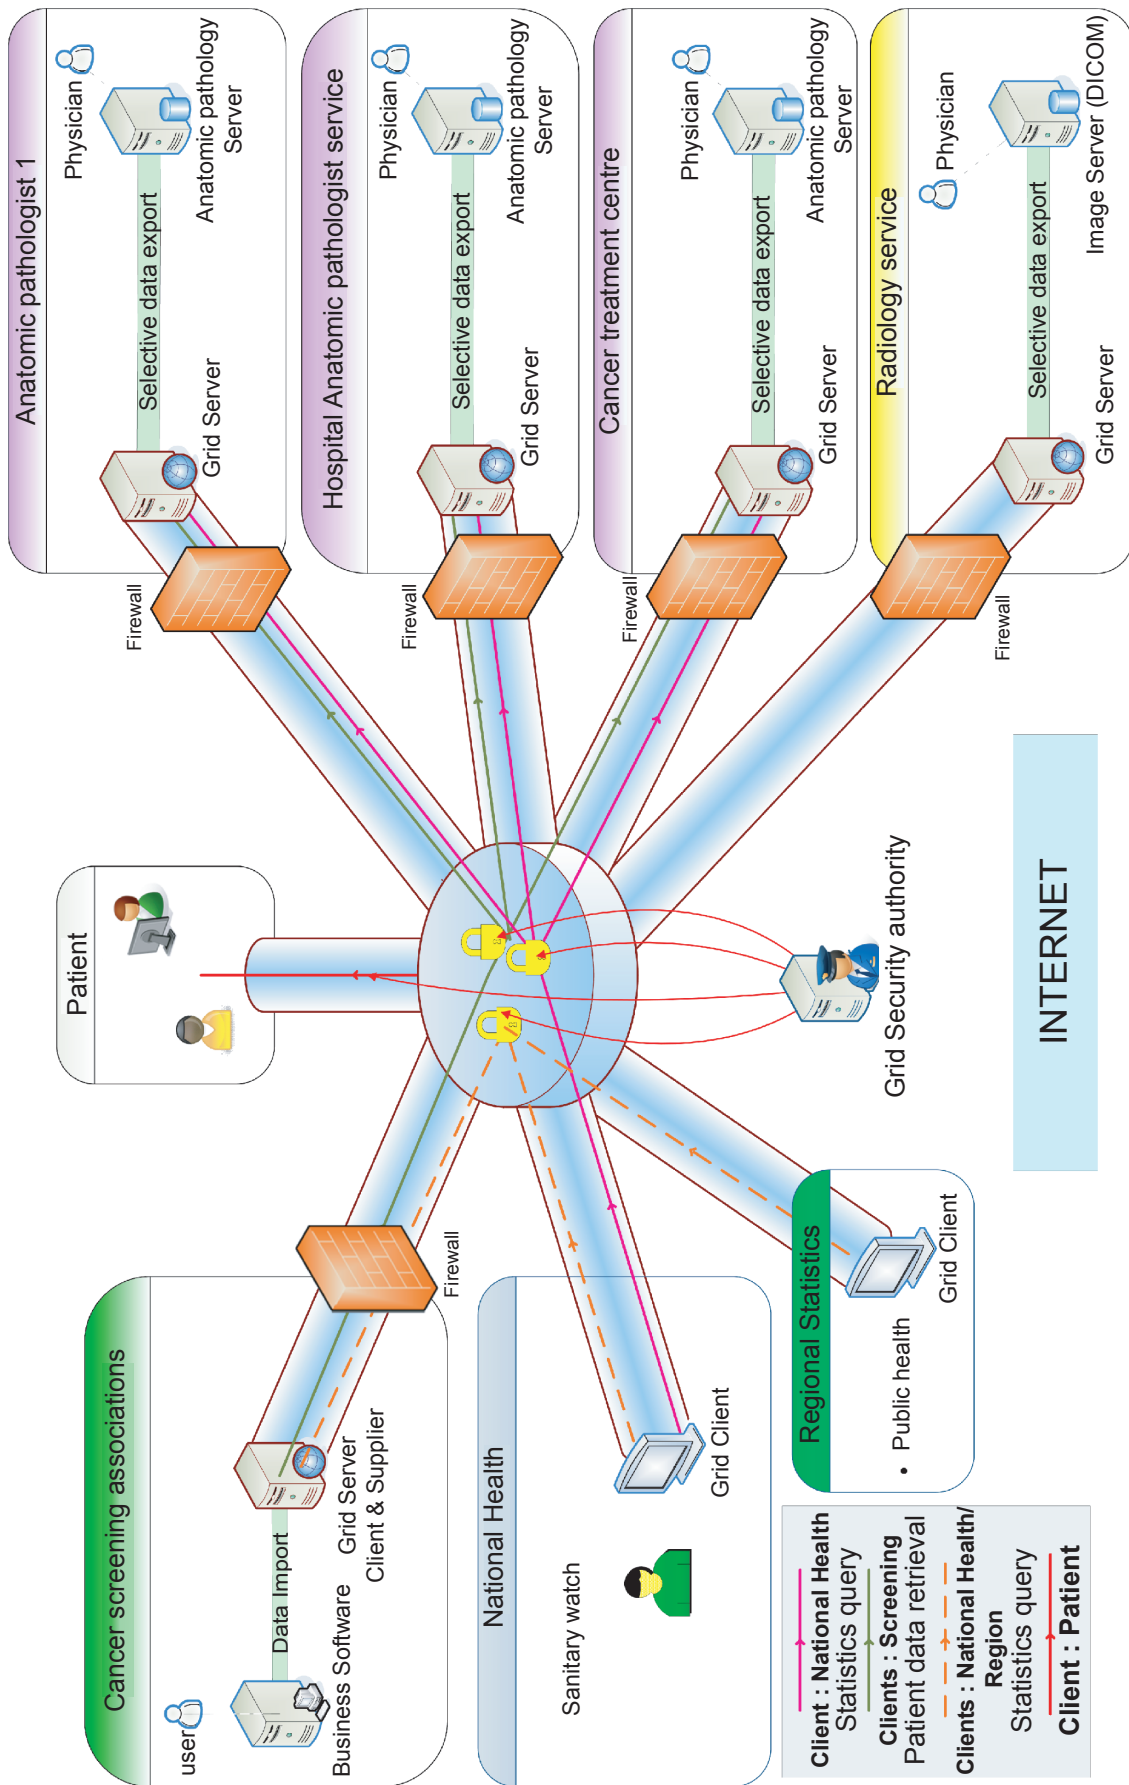 Cancer screening associations
user
Business Software
Data Import
Grid Server
Client & Supplier
Firewall
National Health
Sanitary watch
Grid Client
Regional Statistics
• Public health
Grid Client
Client : National Health
Statistics query
Clients : Screening
Patient data retrieval
Clients : National Health/
Region
Statistics query
Client : Patient
Patient
Grid Security authority
INTERNET
Anatomic pathologist 1
Firewall
Grid Server
Selective data export
Physician
Anatomic pathology
Server
Hospital Anatomic pathologist service
Firewall
Grid Server
Selective data export
Physician
Anatomic pathology
Server
Cancer treatment centre
Firewall
Grid Server
Selective data export
Physician
Anatomic pathology
Server
Radiology service
Firewall
Grid Server
Selective data export
Physician
Image Server (DICOM)